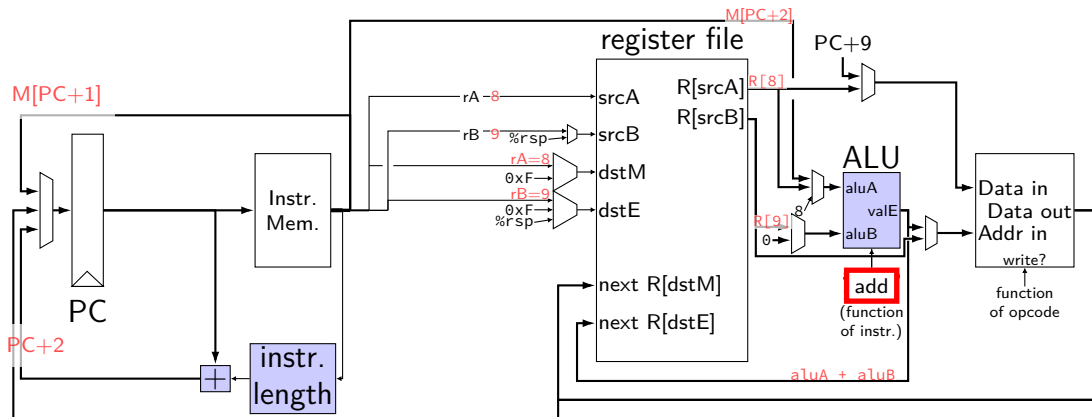 M[PC+2]
register file
PC+9
M[PC+1]
rA 8
srcA
R[srcA]
R[8]
rB 9
%rsp
srcB
R[srcB]
rA=8
0xF
dstM
rB=9
0xF
%rsp
dstE
Instr.
Mem.
PC
ALU
aluA
valE
aluB
8
R[9]
0
Data in
Data out
Addr in
write?
function
of opcode
add
(function
of instr.)
next R[dstM]
next R[dstE]
PC+2
+
instr.
length
aluA + aluB